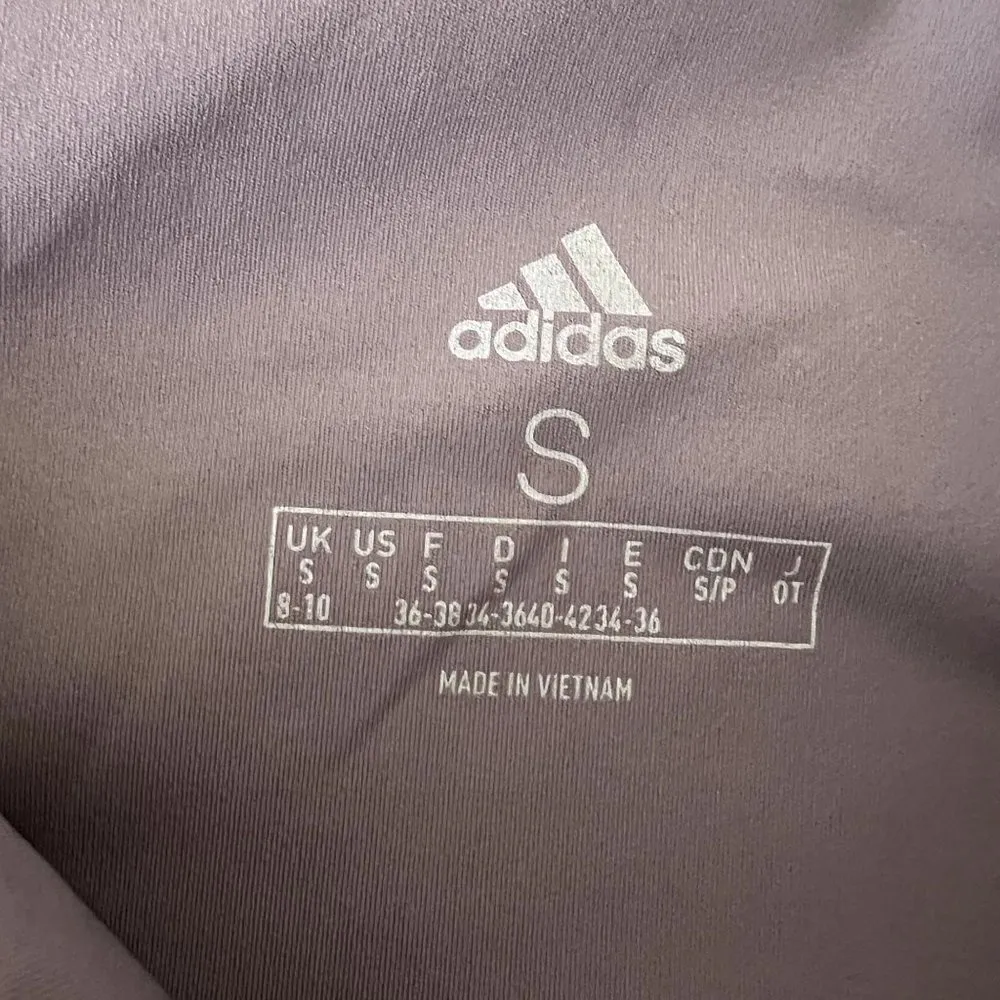 adidas
S
UK US F D I E CDN J
S S S S S S S/P OT
8-10 36-38 34-36 40-42 34-36
MADE IN VIETNAM